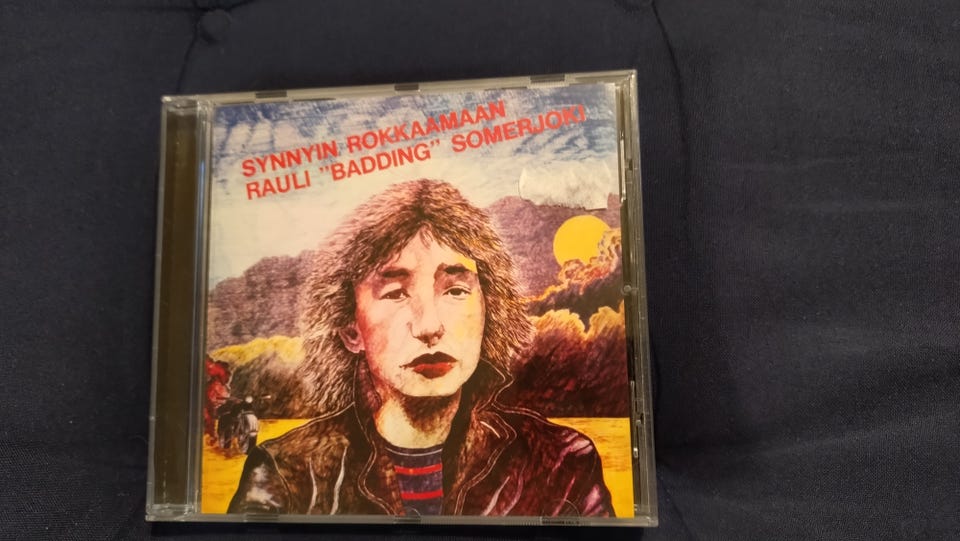 SYNNYIN ROKKAAMAAN
RAULI "BADDING" SOMERJOKI